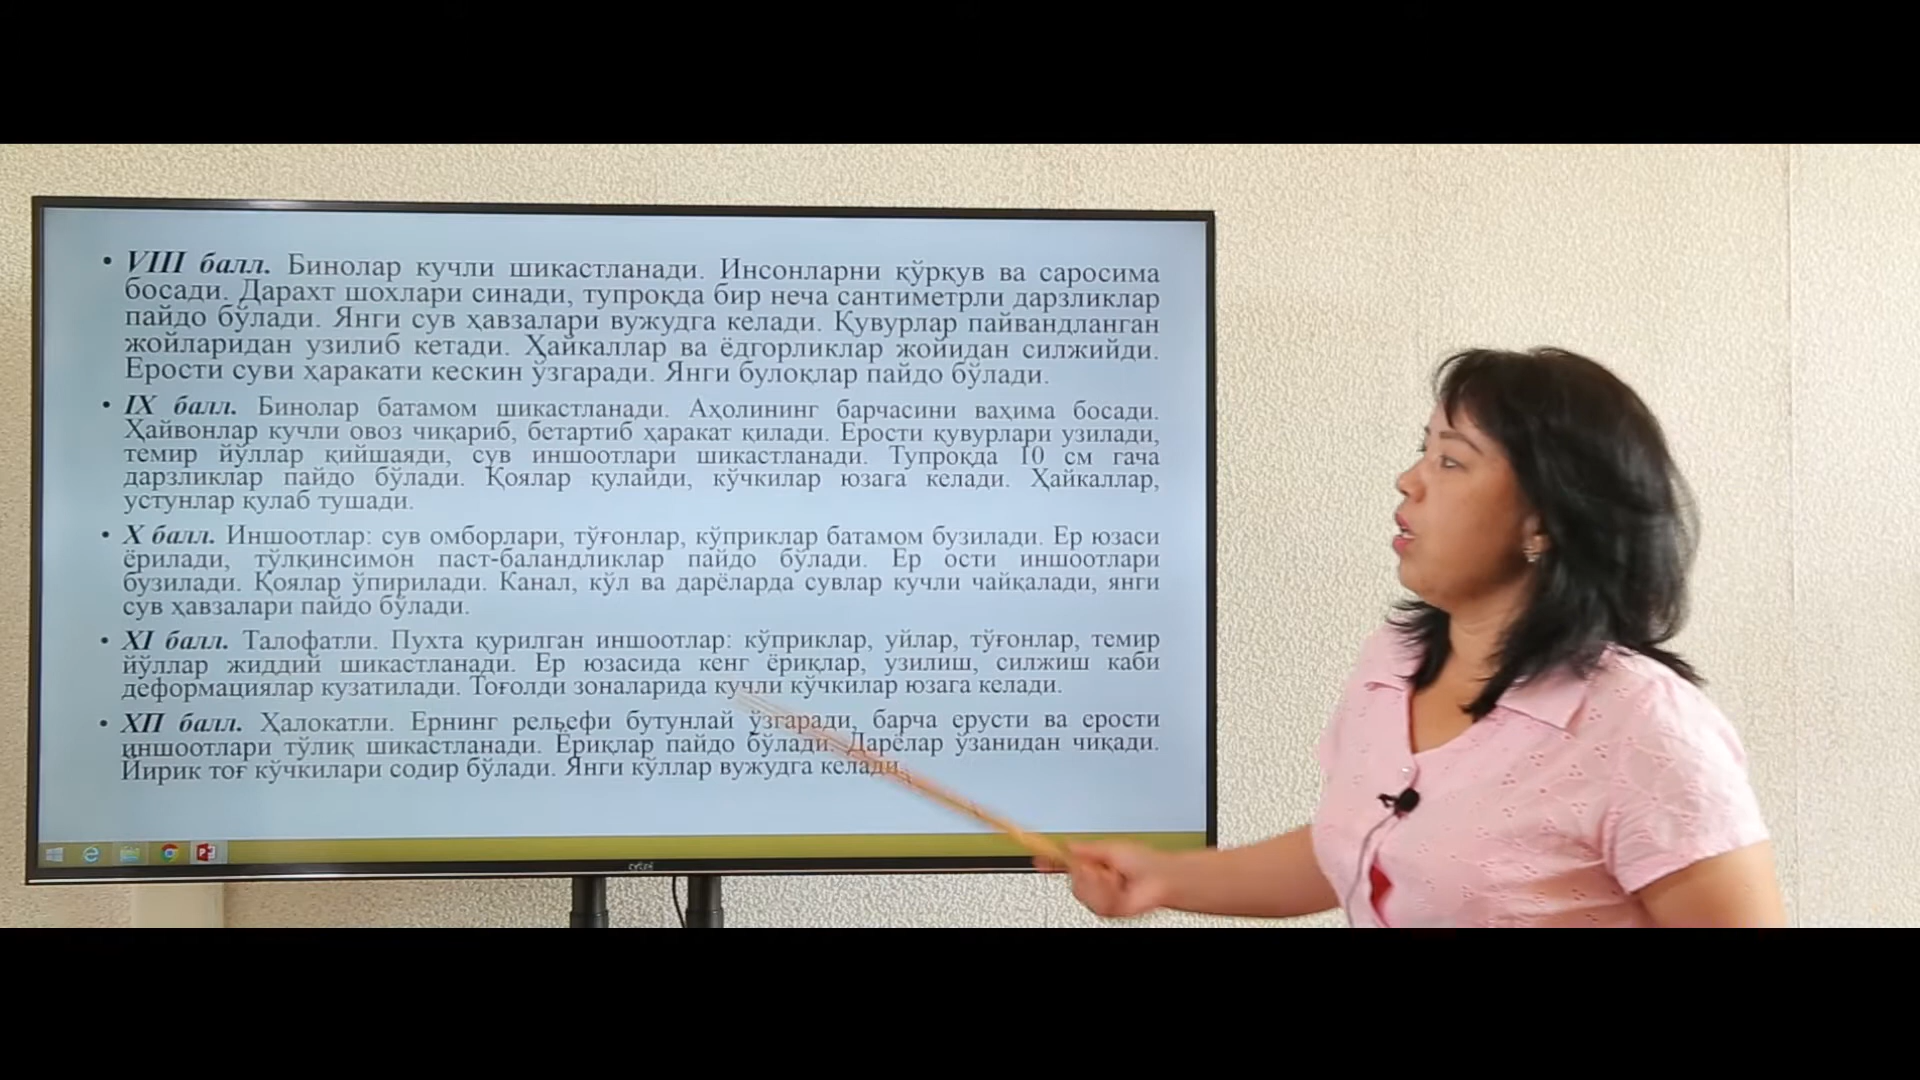 • VIII балл. Бинолар кучли шикастланади. Инсонларни қўрқув ва саросима
босади. Дарахт шохлари синади, тупроқда бир неча сантиметрли дарзликлар
пайдо бўлади. Янги сув ҳавзалари вужудга келади. Қувурлар пайвандланган
жойларидан узилиб кетади. Ҳайкаллар ва ёдгорликлар жойидан силжийди.
Ерости суви ҳаракати кескин ўзгаради. Янги булоқлар пайдо бўлади.
• IX балл. Бинолар батамом шикастланади. Аҳолининг барчасини ваҳима босади.
Ҳайвонлар кучли овоз чиқариб, бетартиб ҳаракат қилади. Ерости қувурлари узилади,
темир йўллар қийшаяди, сув иншоотлари шикастланади. Тупроқда 10 см гача
дарзликлар пайдо бўлади. Қоялар қулайди, кўчкилар юзага келади. Ҳайкаллар,
устунлар қулаб тушади.
• X балл. Иншоотлар: сув омборлари, тўғонлар, кўприклар батамом бузилади. Ер юзаси
ёрилади, тўлқинсимон паст-баландликлар пайдо бўлади. Ер ости иншоотлари
бузилади. Қоялар ўпирилади. Канал, кўл ва дарёларда сувлар кучли чайқалади, янги
сув ҳавзалари пайдо бўлади.
• XI балл. Талофатли. Пухта қурилган иншоотлар: кўприклар, уйлар, тўғонлар, темир
йўллар жиддий шикастланади. Ер юзасида кенг ёриқлар, узилиш, силжиш каби
деформациялар кузатилади. Тоғолди зоналарида кучли кўчкилар юзага келади.
• XII балл. Ҳалокатли. Ернинг рельефи бутунлай ўзгаради, барча ерусти ва ерости
иншоотлари тўлиқ шикастланади. Ёриқлар пайдо бўлади. Дарёлар ўзанидан чиқади.
Йирик тоғ кўчкилари содир бўлади. Янги кўллар вужудга келади.